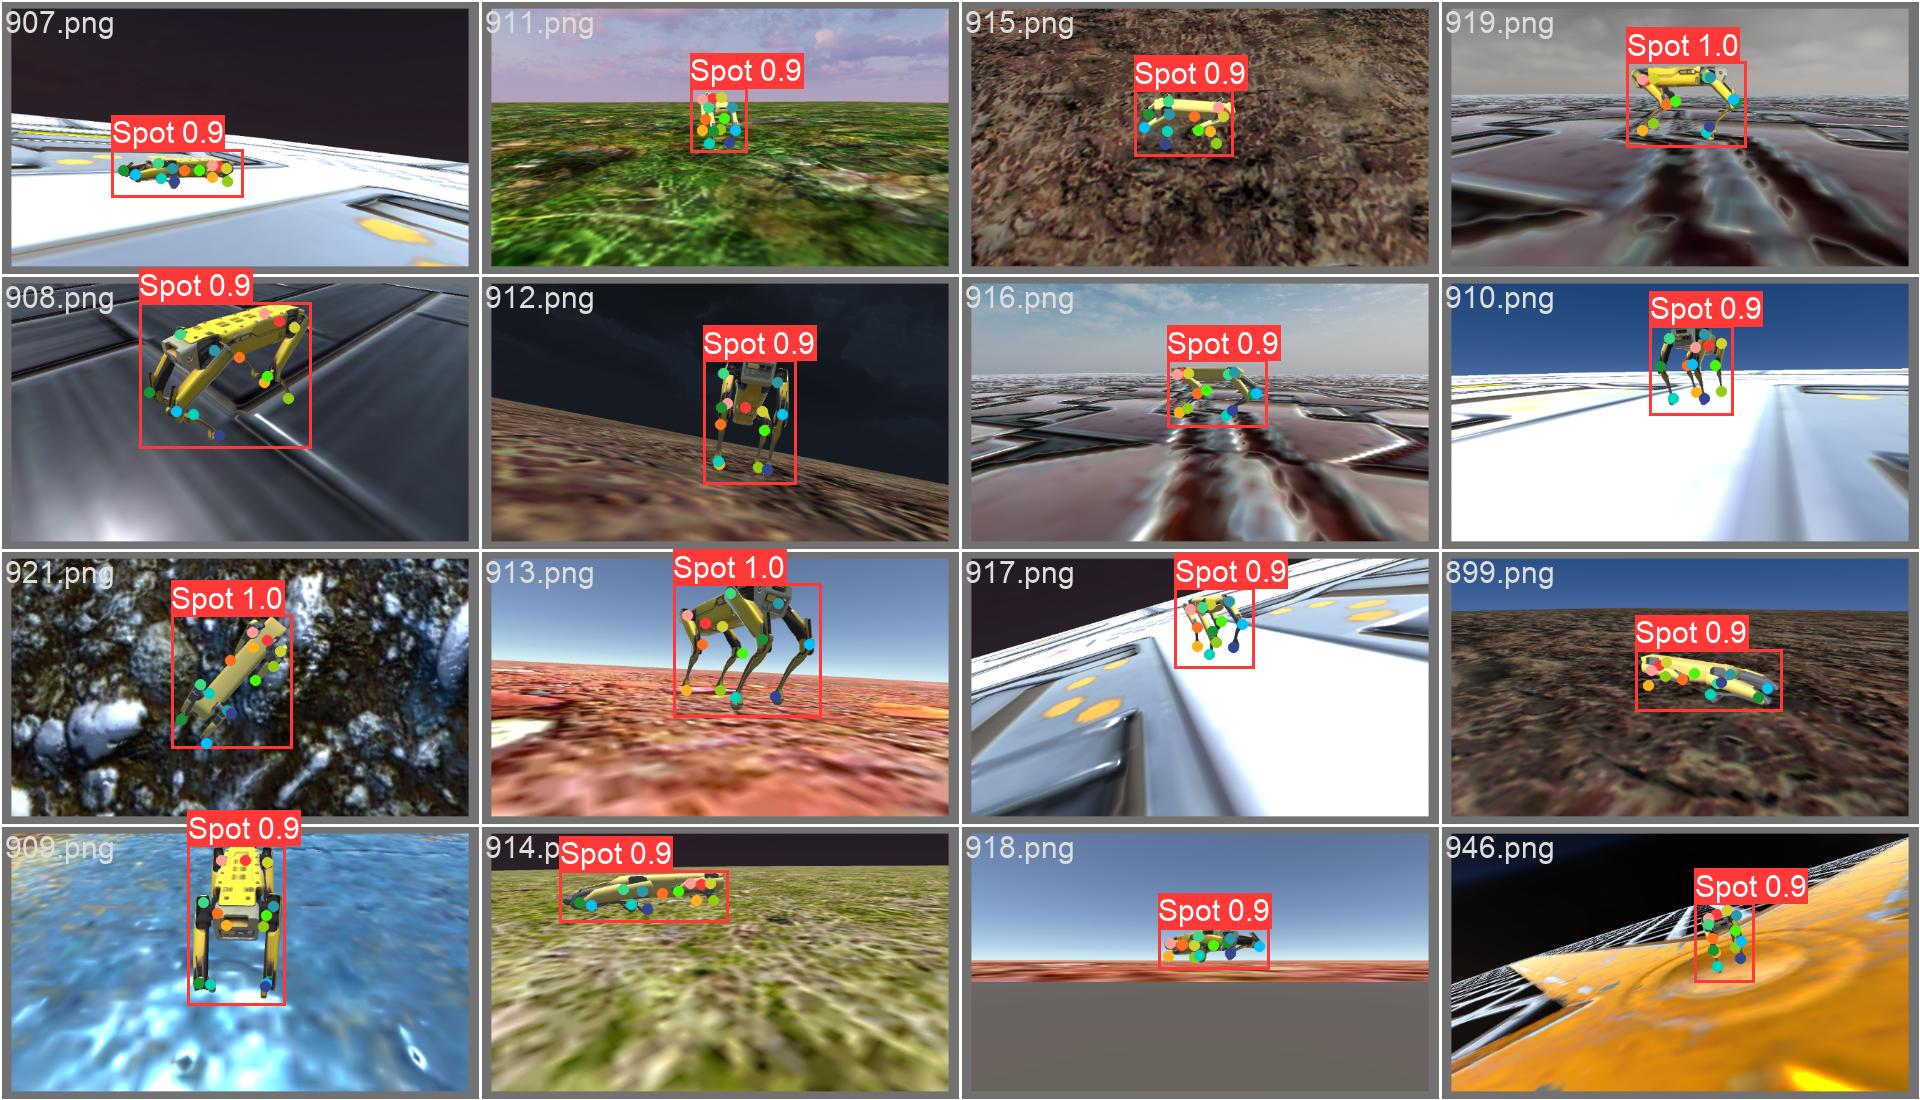 907.png
Spot 0.9
911.png
Spot 0.9
915.png
Spot 0.9
919.png
Spot 1.0
908.png
Spot 0.9
912.png
Spot 0.9
916.png
Spot 0.9
910.png
Spot 0.9
921.png
Spot 1.0
913.png
Spot 1.0
917.png
Spot 0.9
899.png
Spot 0.9
909.png
Spot 0.9
914.p
Spot 0.9
918.png
Spot 0.9
946.png
Spot 0.9